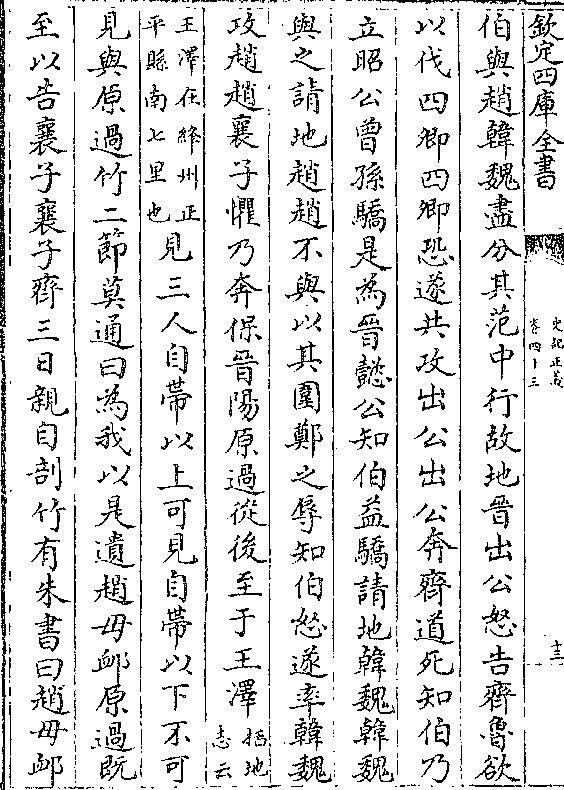 欽定四庫全書
史記正義
卷四十三
十三
伯與趙韓魏盡分其范中行故地晉出公怒告齊魯欲
以伐四卿四卿恐遂共攻出公出公奔齊道死知伯乃
立昭公曾孫驕是為晉懿公知伯益驕請地韓魏韓魏
與之請地趙趙不與以其圍鄭之辱知伯怒遂率韓魏
攻趙趙襄子懼乃奔保晉陽原過從後至于王澤括地志云
王澤在絳州正平縣南七里也見三人自帶以上可見自帶以下不可
見與原過竹二節莫通曰為我以是遺趙毋卹原過既
至以告襄子襄子齊三日親自剖竹有朱書曰趙毋卹